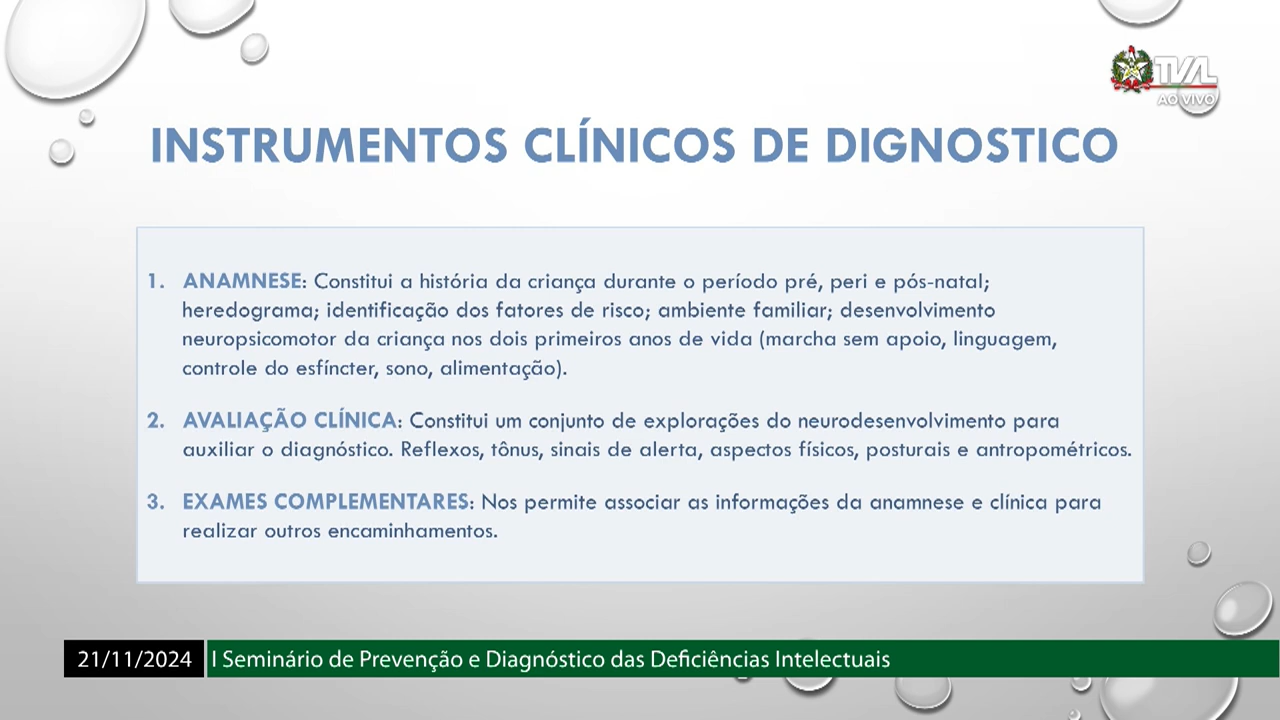 TVAL
AO VIVO
INSTRUMENTOS CLÍNICOS DE DIGNOSTICO
1. ANAMNESE: Constitui a história da criança durante o período pré, peri e pós-natal;
heredograma; identificação dos fatores de risco; ambiente familiar; desenvolvimento
neuropsicomotor da criança nos dois primeiros anos de vida (marcha sem apoio, linguagem,
controle do esfíncter, sono, alimentação).
2. AVALIAÇÃO CLÍNICA: Constitui um conjunto de explorações do neurodesenvolvimento para
auxiliar o diagnóstico. Reflexos, tônus, sinais de alerta, aspectos físicos, posturais e antropométricos.
3. EXAMES COMPLEMENTARES: Nos permite associar as informações da anamnese e clínica para
realizar outros encaminhamentos.
21/11/2024 I Seminário de Prevenção e Diagnóstico das Deficiências Intelectuais